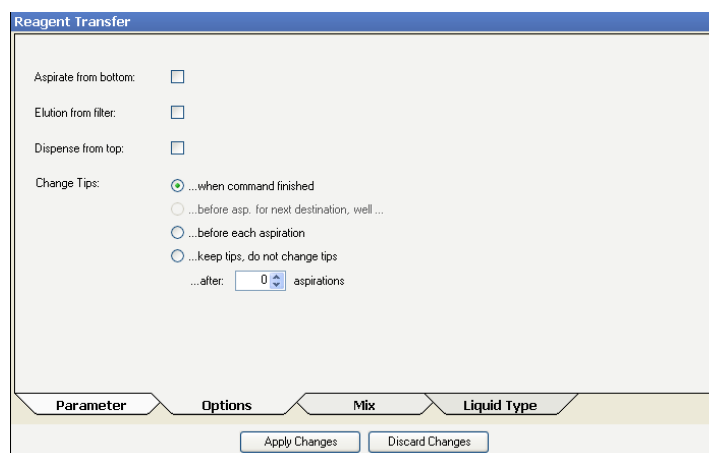 Reagent Transfer
Aspirate from bottom:
Elution from filter:
Dispense from top:
Change Tips:
...when command finished
...before asp. for next destination, well ...
...before each aspiration
...keep tips, do not change tips
...after: 0 aspirations
Parameter Options Mix Liquid Type
Apply Changes Discard Changes